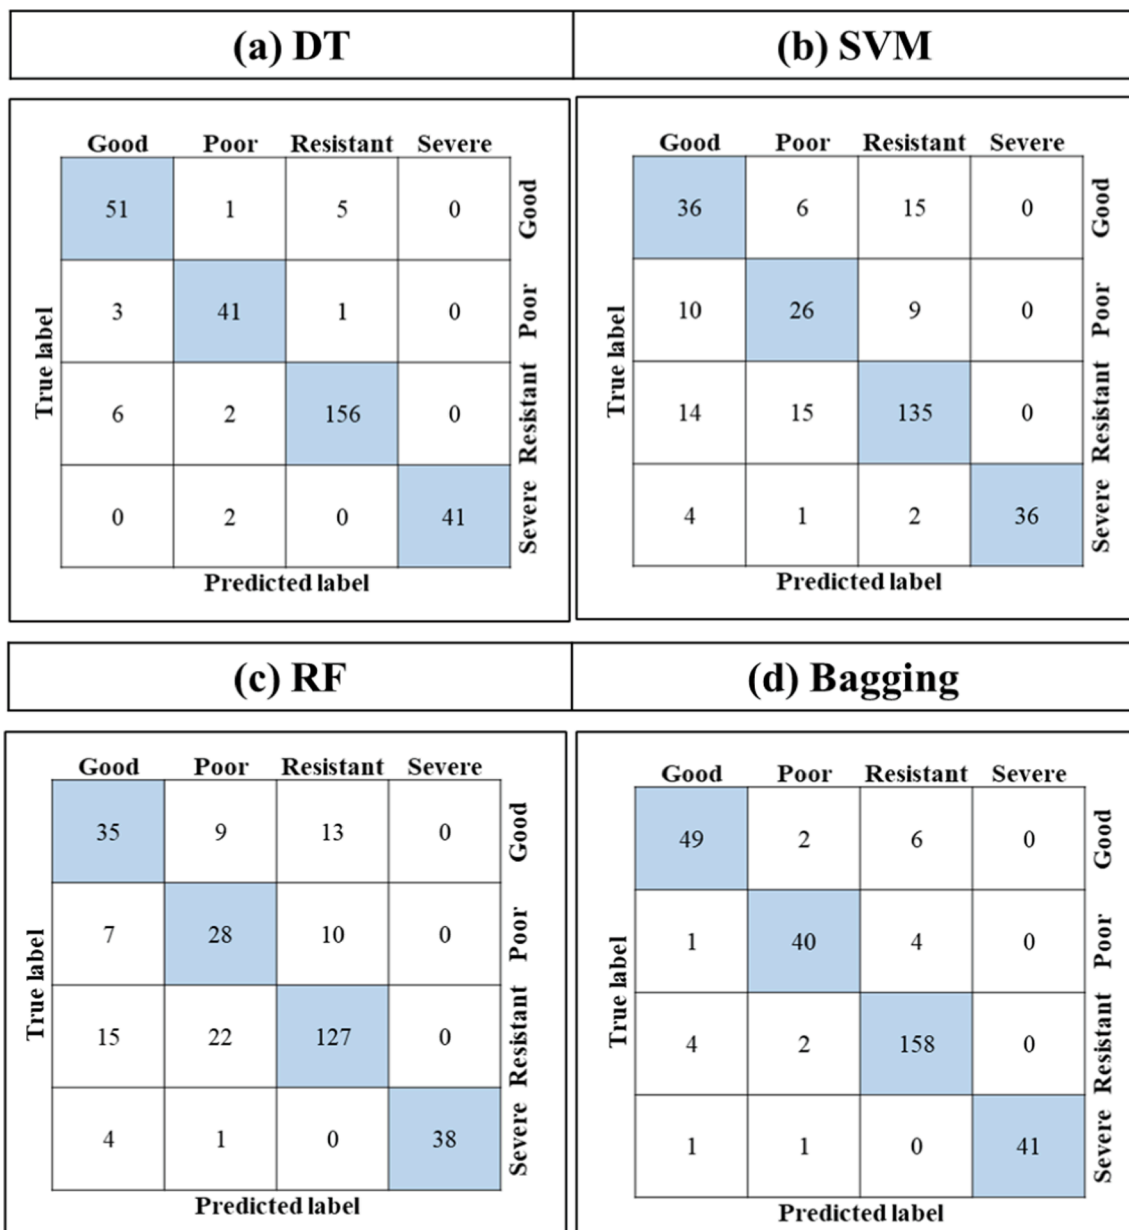 (a) DT
(b) SVM
Good Poor Resistant Severe
51 1 5 0 Good
3 41 1 0 Poor
6 2 156 0 Resistant
0 2 0 41 Severe
True label
Predicted label
Good Poor Resistant Severe
36 6 15 0 Good
10 26 9 0 Poor
14 15 135 0 Resistant
4 1 2 36 Severe
True label
Predicted label
(c) RF
(d) Bagging
Good Poor Resistant Severe
35 9 13 0 Good
7 28 10 0 Poor
15 22 127 0 Resistant
4 1 0 38 Severe
True label
Predicted label
Good Poor Resistant Severe
49 2 6 0 Good
1 40 4 0 Poor
4 2 158 0 Resistant
1 1 0 41 Severe
True label
Predicted label